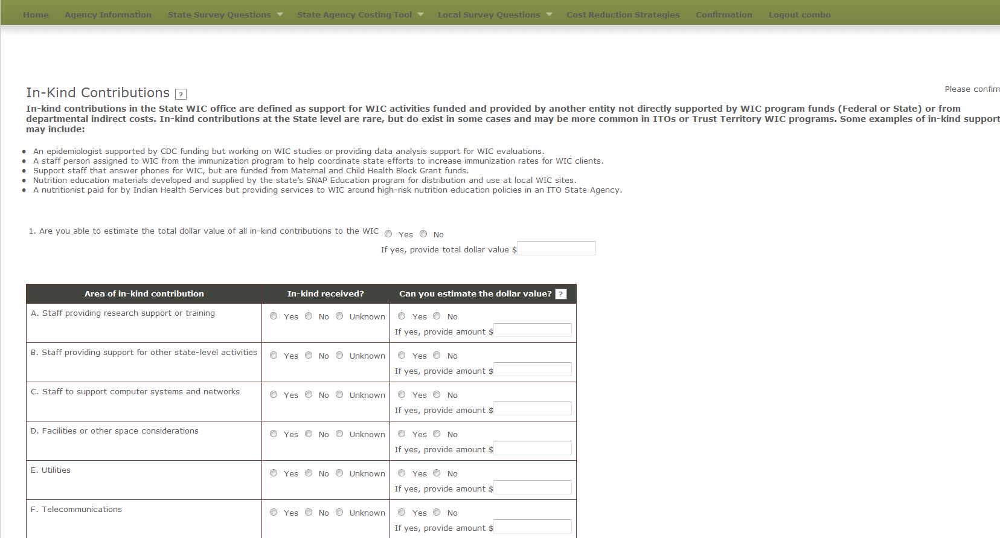 Home Agency Information State Survey Questions State Agency Costing Tool Local Survey Questions Cost Reduction Strategies Confirmation Logout combo
In-Kind Contributions ?
Please confirm
In-kind contributions in the State WIC office are defined as support for WIC activities funded and provided by another entity not directly supported by WIC program funds (Federal or State) or from
departmental indirect costs. In-kind contributions at the State level are rare, but do exist in some cases and may be more common in ITOs or Trust Territory WIC programs. Some examples of in-kind support
may include:
• An epidemiologist supported by CDC funding but working on WIC studies or providing data analysis support for WIC evaluations.
• A staff person assigned to WIC from the immunization program to help coordinate state efforts to increase immunization rates for WIC clients.
• Support staff that answer phones for WIC, but are funded from Maternal and Child Health Block Grant funds.
• Nutrition education materials developed and supplied by the state’s SNAP Education program for distribution and use at local WIC sites.
• A nutritionist paid for by Indian Health Services but providing services to WIC around high-risk nutrition education policies in an ITO State Agency.
1. Are you able to estimate the total dollar value of all in-kind contributions to the WIC Yes No
If yes, provide total dollar value $
Area of in-kind contribution In-kind received? Can you estimate the dollar value? ?
A. Staff providing research support or training Yes No Unknown Yes No
If yes, provide amount $
B. Staff providing support for other state-level activities Yes No Unknown Yes No
If yes, provide amount $
C. Staff to support computer systems and networks Yes No Unknown Yes No
If yes, provide amount $
D. Facilities or other space considerations Yes No Unknown Yes No
If yes, provide amount $
E. Utilities Yes No Unknown Yes No
If yes, provide amount $
F. Telecommunications Yes No Unknown Yes No
If yes, provide amount $